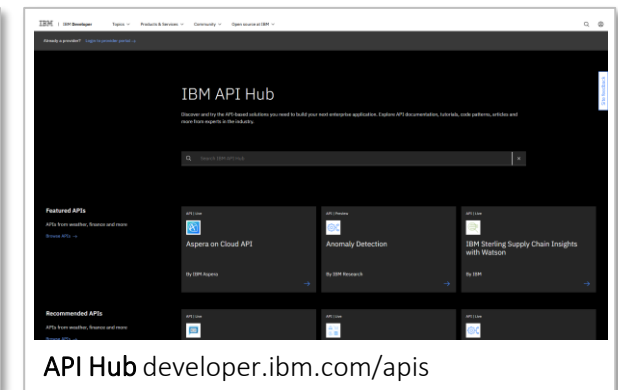 IBM | IBM Developer Topics Products & Services Community Open source at IBM
Already a provider? Login to provider portal →
Site feedback
IBM API Hub
Discover and try the API-based solutions you need to build your next enterprise application. Explore API documentation, tutorials, code patterns, articles and
more from experts in the industry.
Search IBM API Hub
Featured APIs
APIs from weather, finance and more
Browse APIs →
API | Live
Aspera on Cloud API
By IBM Aspera
API | Preview
Anomaly Detection
By IBM Research
API | Live
IBM Sterling Supply Chain Insights
with Watson
By IBM
Recommended APIs
APIs from weather, finance and more
API | Live
API | Live
API | Live
API Hub developer.ibm.com/apis